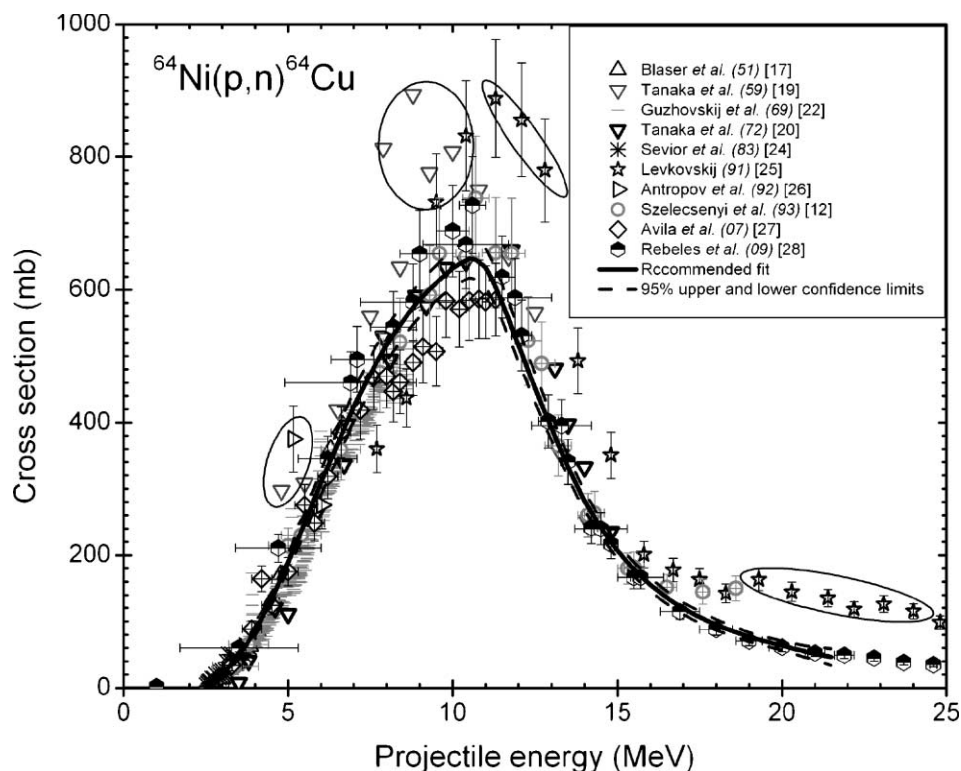 ⁶⁴Ni(p,n)⁶⁴Cu
Blaser et al. (51) [17]
Tanaka et al. (59) [19]
Guzhovskij et al. (69) [22]
Tanaka et al. (72) [20]
Sevior et al. (83) [24]
Levkovskij (91) [25]
Antropov et al. (92) [26]
Szelecsenyi et al. (93) [12]
Avila et al. (07) [27]
Rebeles et al. (09) [28]
Rccommended fit
95% upper and lower confidence limits
Cross section (mb)
1000
800
600
400
200
0
0 5 10 15 20 25
Projectile energy (MeV)